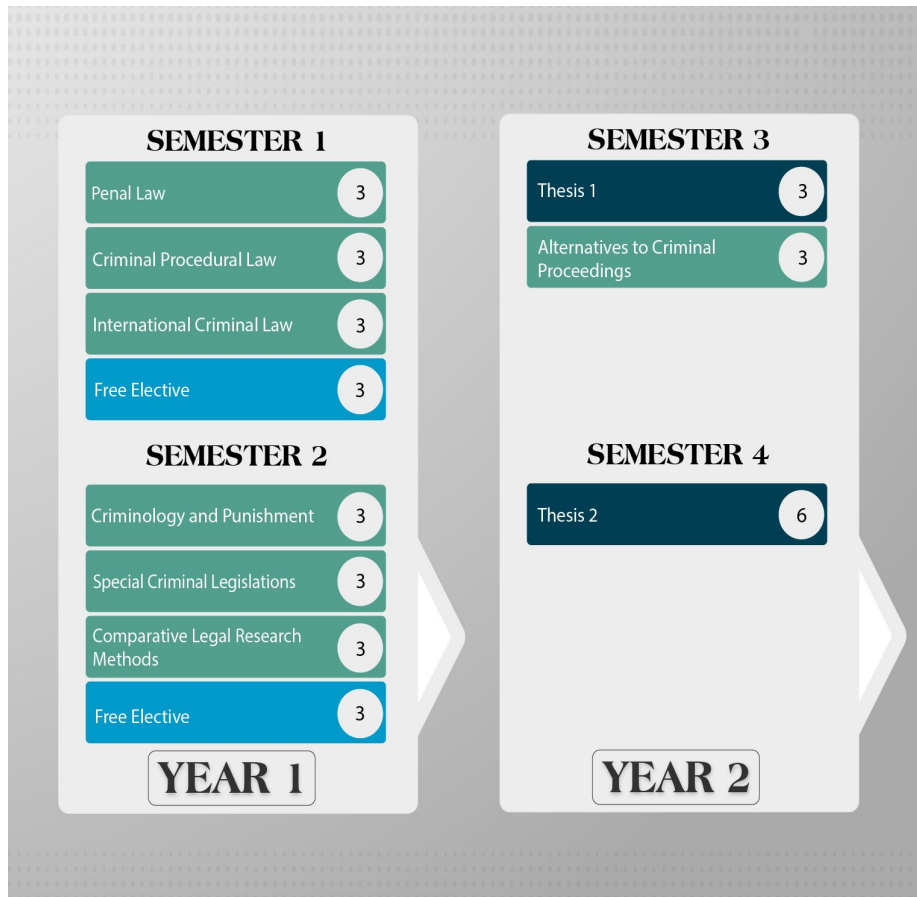 SEMESTER 1
Penal Law 3
Criminal Procedural Law 3
International Criminal Law 3
Free Elective 3
SEMESTER 2
Criminology and Punishment 3
Special Criminal Legislations 3
Comparative Legal Research
Methods 3
Free Elective 3
YEAR 1
SEMESTER 3
Thesis 1 3
Alternatives to Criminal
Proceedings 3
SEMESTER 4
Thesis 2 6
YEAR 2